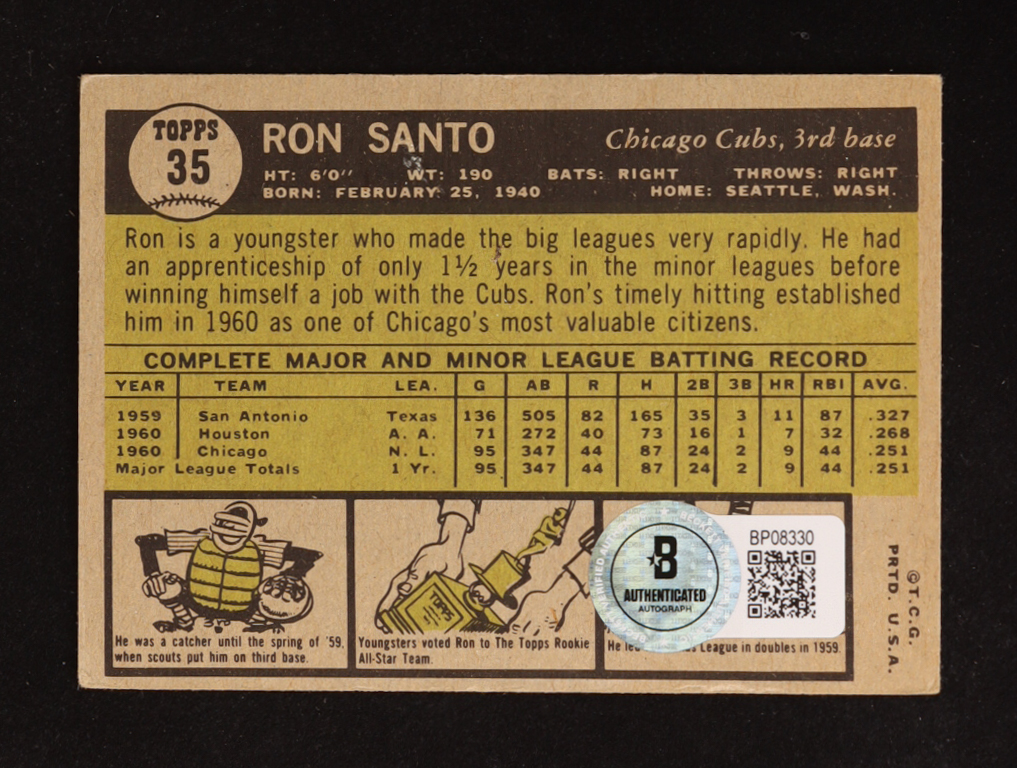 TOPPS
35
RON SANTO
Chicago Cubs, 3rd base
HT: 6'0" WT: 190 BATS: RIGHT THROWS: RIGHT
BORN: FEBRUARY 25, 1940 HOME: SEATTLE, WASH.
Ron is a youngster who made the big leagues very rapidly. He had
an apprenticeship of only 1½ years in the minor leagues before
winning himself a job with the Cubs. Ron's timely hitting established
him in 1960 as one of Chicago's most valuable citizens.
COMPLETE MAJOR AND MINOR LEAGUE BATTING RECORD
YEAR TEAM LEA. G AB R H 2B 3B HR RBI AVG.
1959 San Antonio Texas 136 505 82 165 35 3 11 87 .327
1960 Houston A. A. 71 272 40 73 16 1 7 32 .268
1960 Chicago N. L. 95 347 44 87 24 2 9 44 .251
Major League Totals 1 Yr. 95 347 44 87 24 2 9 44 .251
He was a catcher until the spring of '59,
when scouts put him on third base.
TOPPS
Youngsters voted Ron to The Topps Rookie
All-Star Team.
He League in doubles in 1959.
B
AUTHENTICATED
AUTOGRAPH
BP08330
© T.C.G.
PRTD. U.S.A.